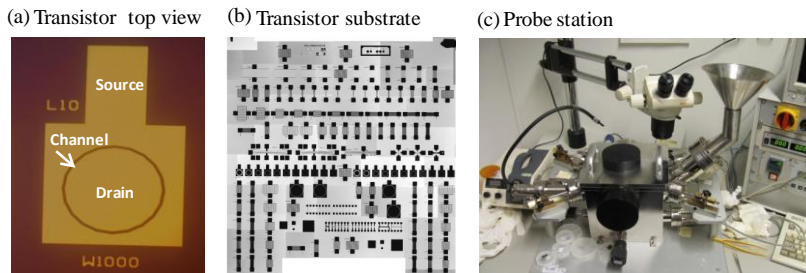 (a) Transistor top view
(b) Transistor substrate
(c) Probe station
Source
L10
Channel
Drain
W1000